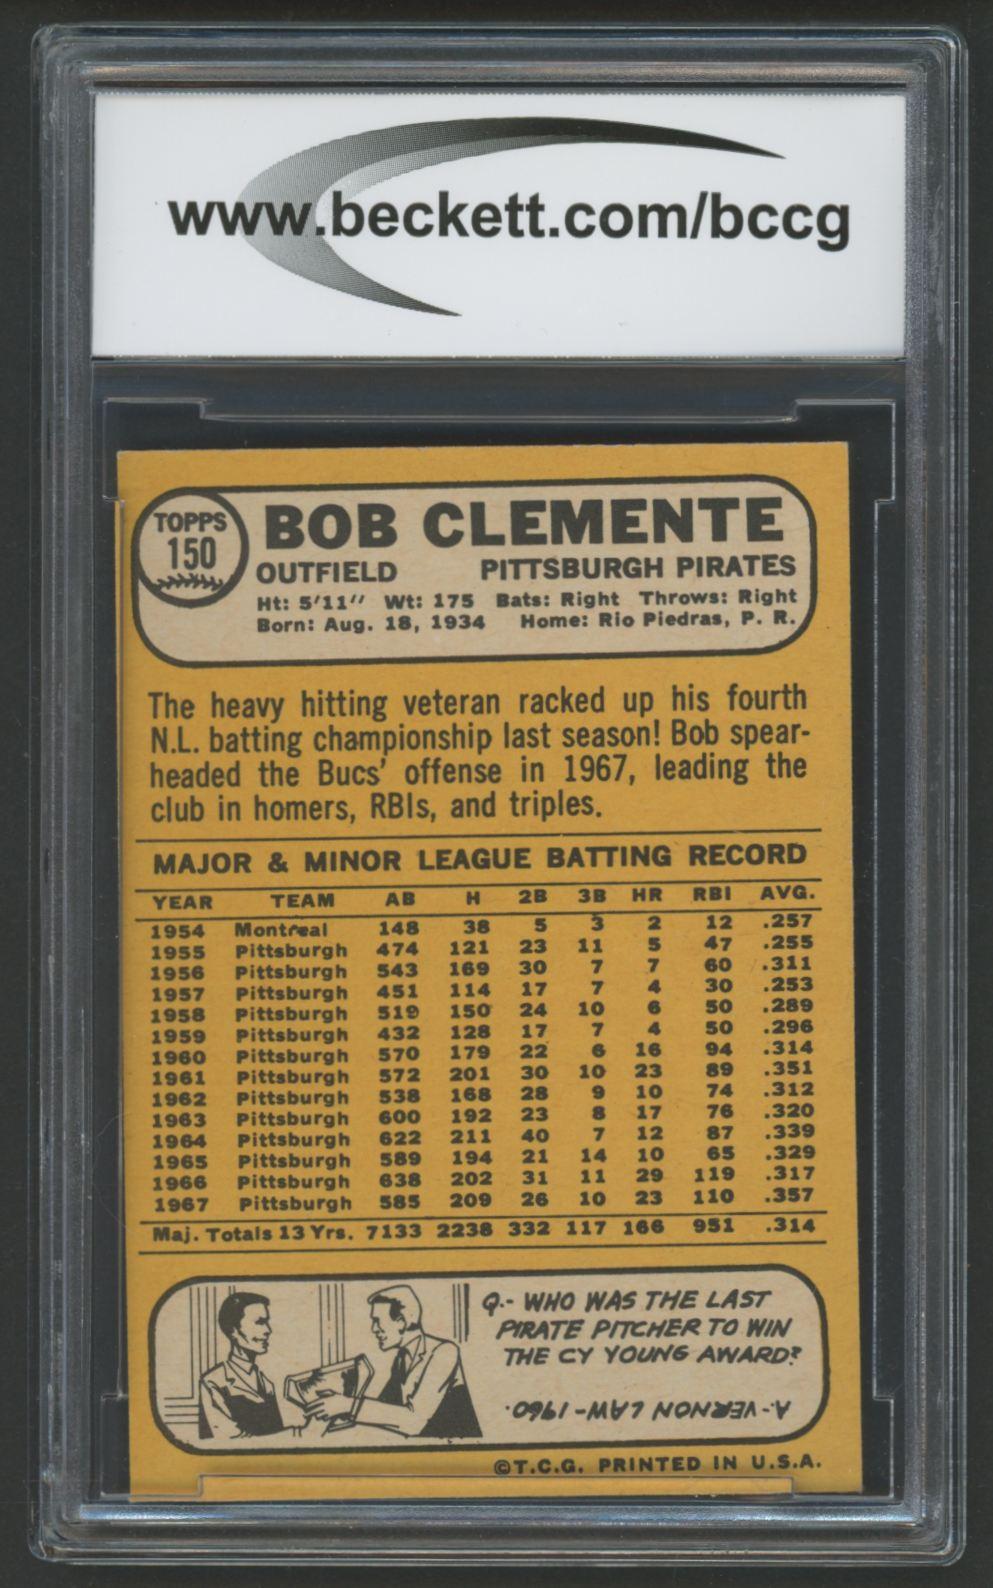 www.beckett.com/bccg
TOPPS
150
BOB CLEMENTE
OUTFIELD PITTSBURGH PIRATES
Ht: 5'11" Wt: 175 Bats: Right Throws: Right
Born: Aug. 18, 1934 Home: Rio Piedras, P. R.
The heavy hitting veteran racked up his fourth
N.L. batting championship last season! Bob spear-
headed the Bucs' offense in 1967, leading the
club in homers, RBIs, and triples.
MAJOR & MINOR LEAGUE BATTING RECORD
YEAR TEAM AB H 2B 3B HR RBI AVG.
1954 Montreal 148 38 5 3 2 12 .257
1955 Pittsburgh 474 121 23 11 5 47 .255
1956 Pittsburgh 543 169 30 7 7 60 .311
1957 Pittsburgh 451 114 17 7 4 30 .253
1958 Pittsburgh 519 150 24 10 6 50 .289
1959 Pittsburgh 432 128 17 7 4 50 .296
1960 Pittsburgh 570 179 22 6 16 94 .314
1961 Pittsburgh 572 201 30 10 23 89 .351
1962 Pittsburgh 538 168 28 9 10 74 .312
1963 Pittsburgh 600 192 23 8 17 76 .320
1964 Pittsburgh 622 211 40 7 12 87 .339
1965 Pittsburgh 589 194 21 14 10 65 .329
1966 Pittsburgh 638 202 31 11 29 119 .317
1967 Pittsburgh 585 209 26 10 23 110 .357
Maj. Totals 13 Yrs. 7133 2238 332 117 166 951 .314
Q.- WHO WAS THE LAST
PIRATE PITCHER TO WIN
THE CY YOUNG AWARD?
A.- VERNON LAW - 1960.
©T.C.G. PRINTED IN U.S.A.